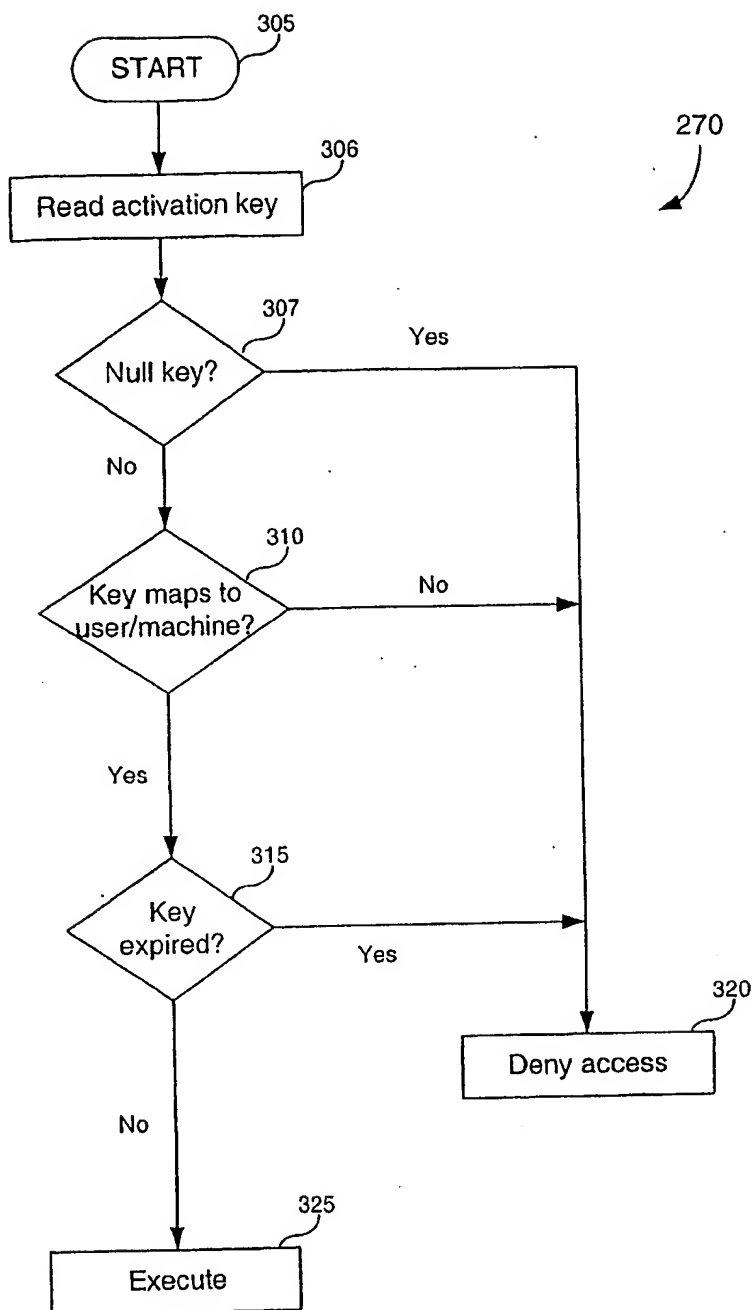 305
START
270
306
Read activation key
307
Yes
Null key?
No
310
Key maps to
user/machine?
No
Yes
315
Key
expired?
Yes
320
Deny access
No
325
Execute